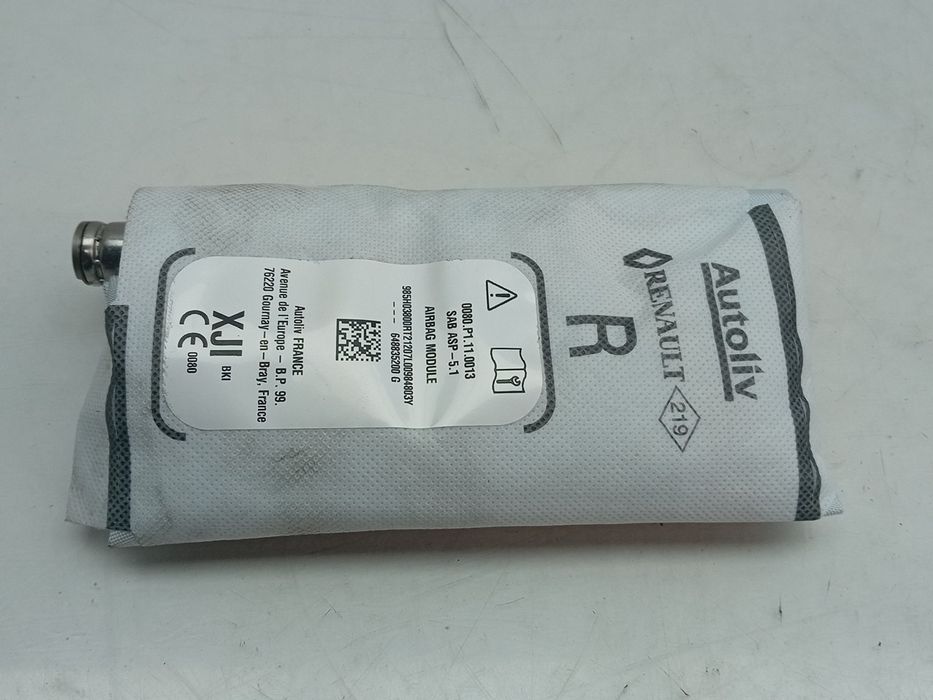 Autoliv
RENAULT 219
R
0080.P1.11.0013
SAB ASP - 5.1
AIRBAG MODULE
985H03800RT21207L00984803Y
- - - 648835200 G
Autoliv FRANCE
Avenue de l'Europe - B.P. 99.
76220 Gournay-en-Bray, France
XJI BKI
CE 0080